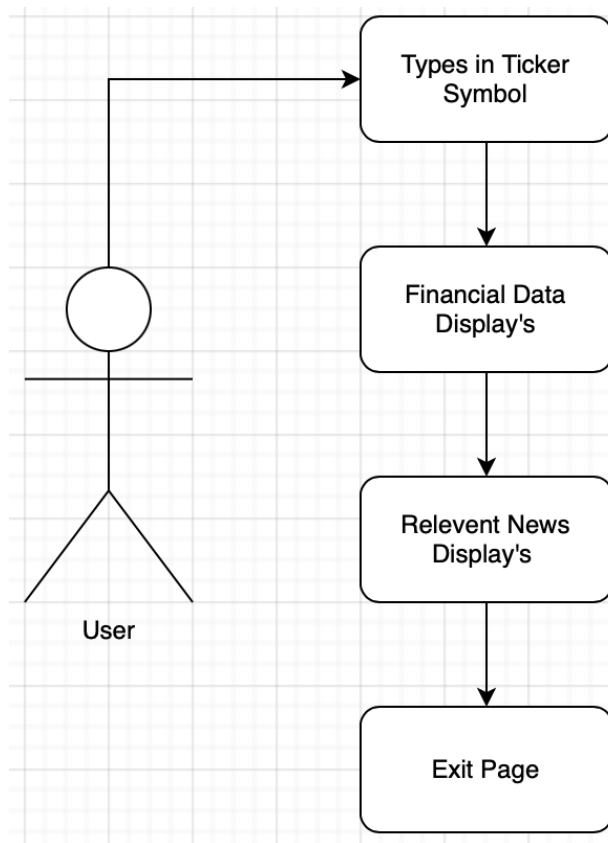 Types in Ticker
Symbol
Financial Data
Display's
Relevent News
Display's
User
Exit Page